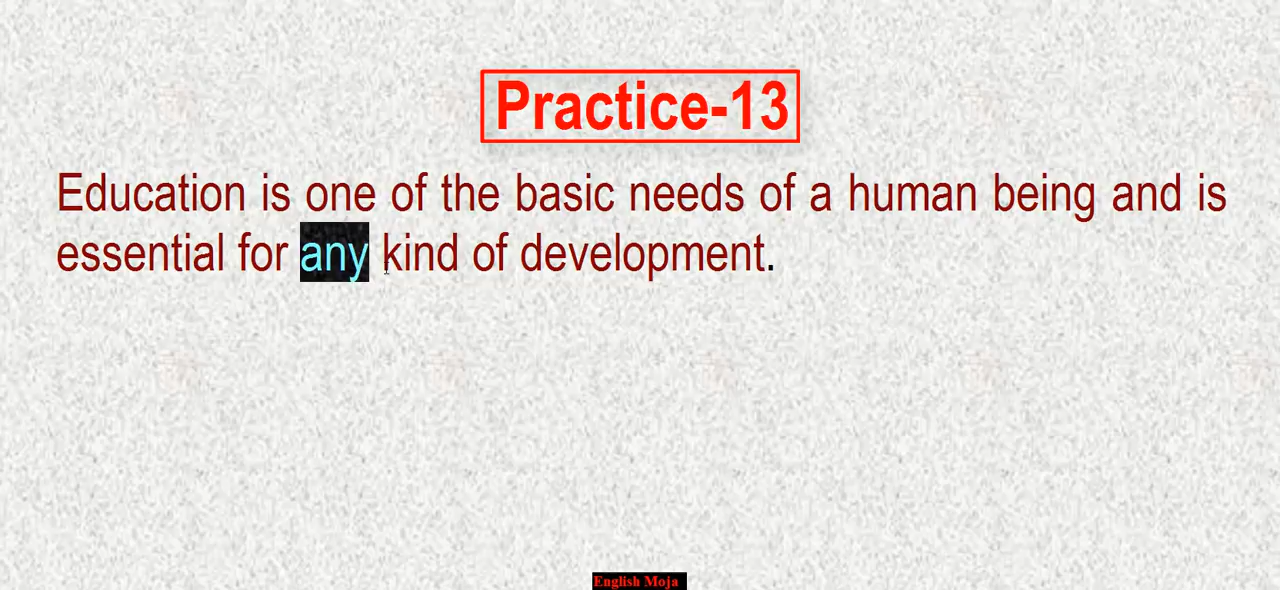 Practice-13
Education is one of the basic needs of a human being and is
essential for any kind of development.
English Moja